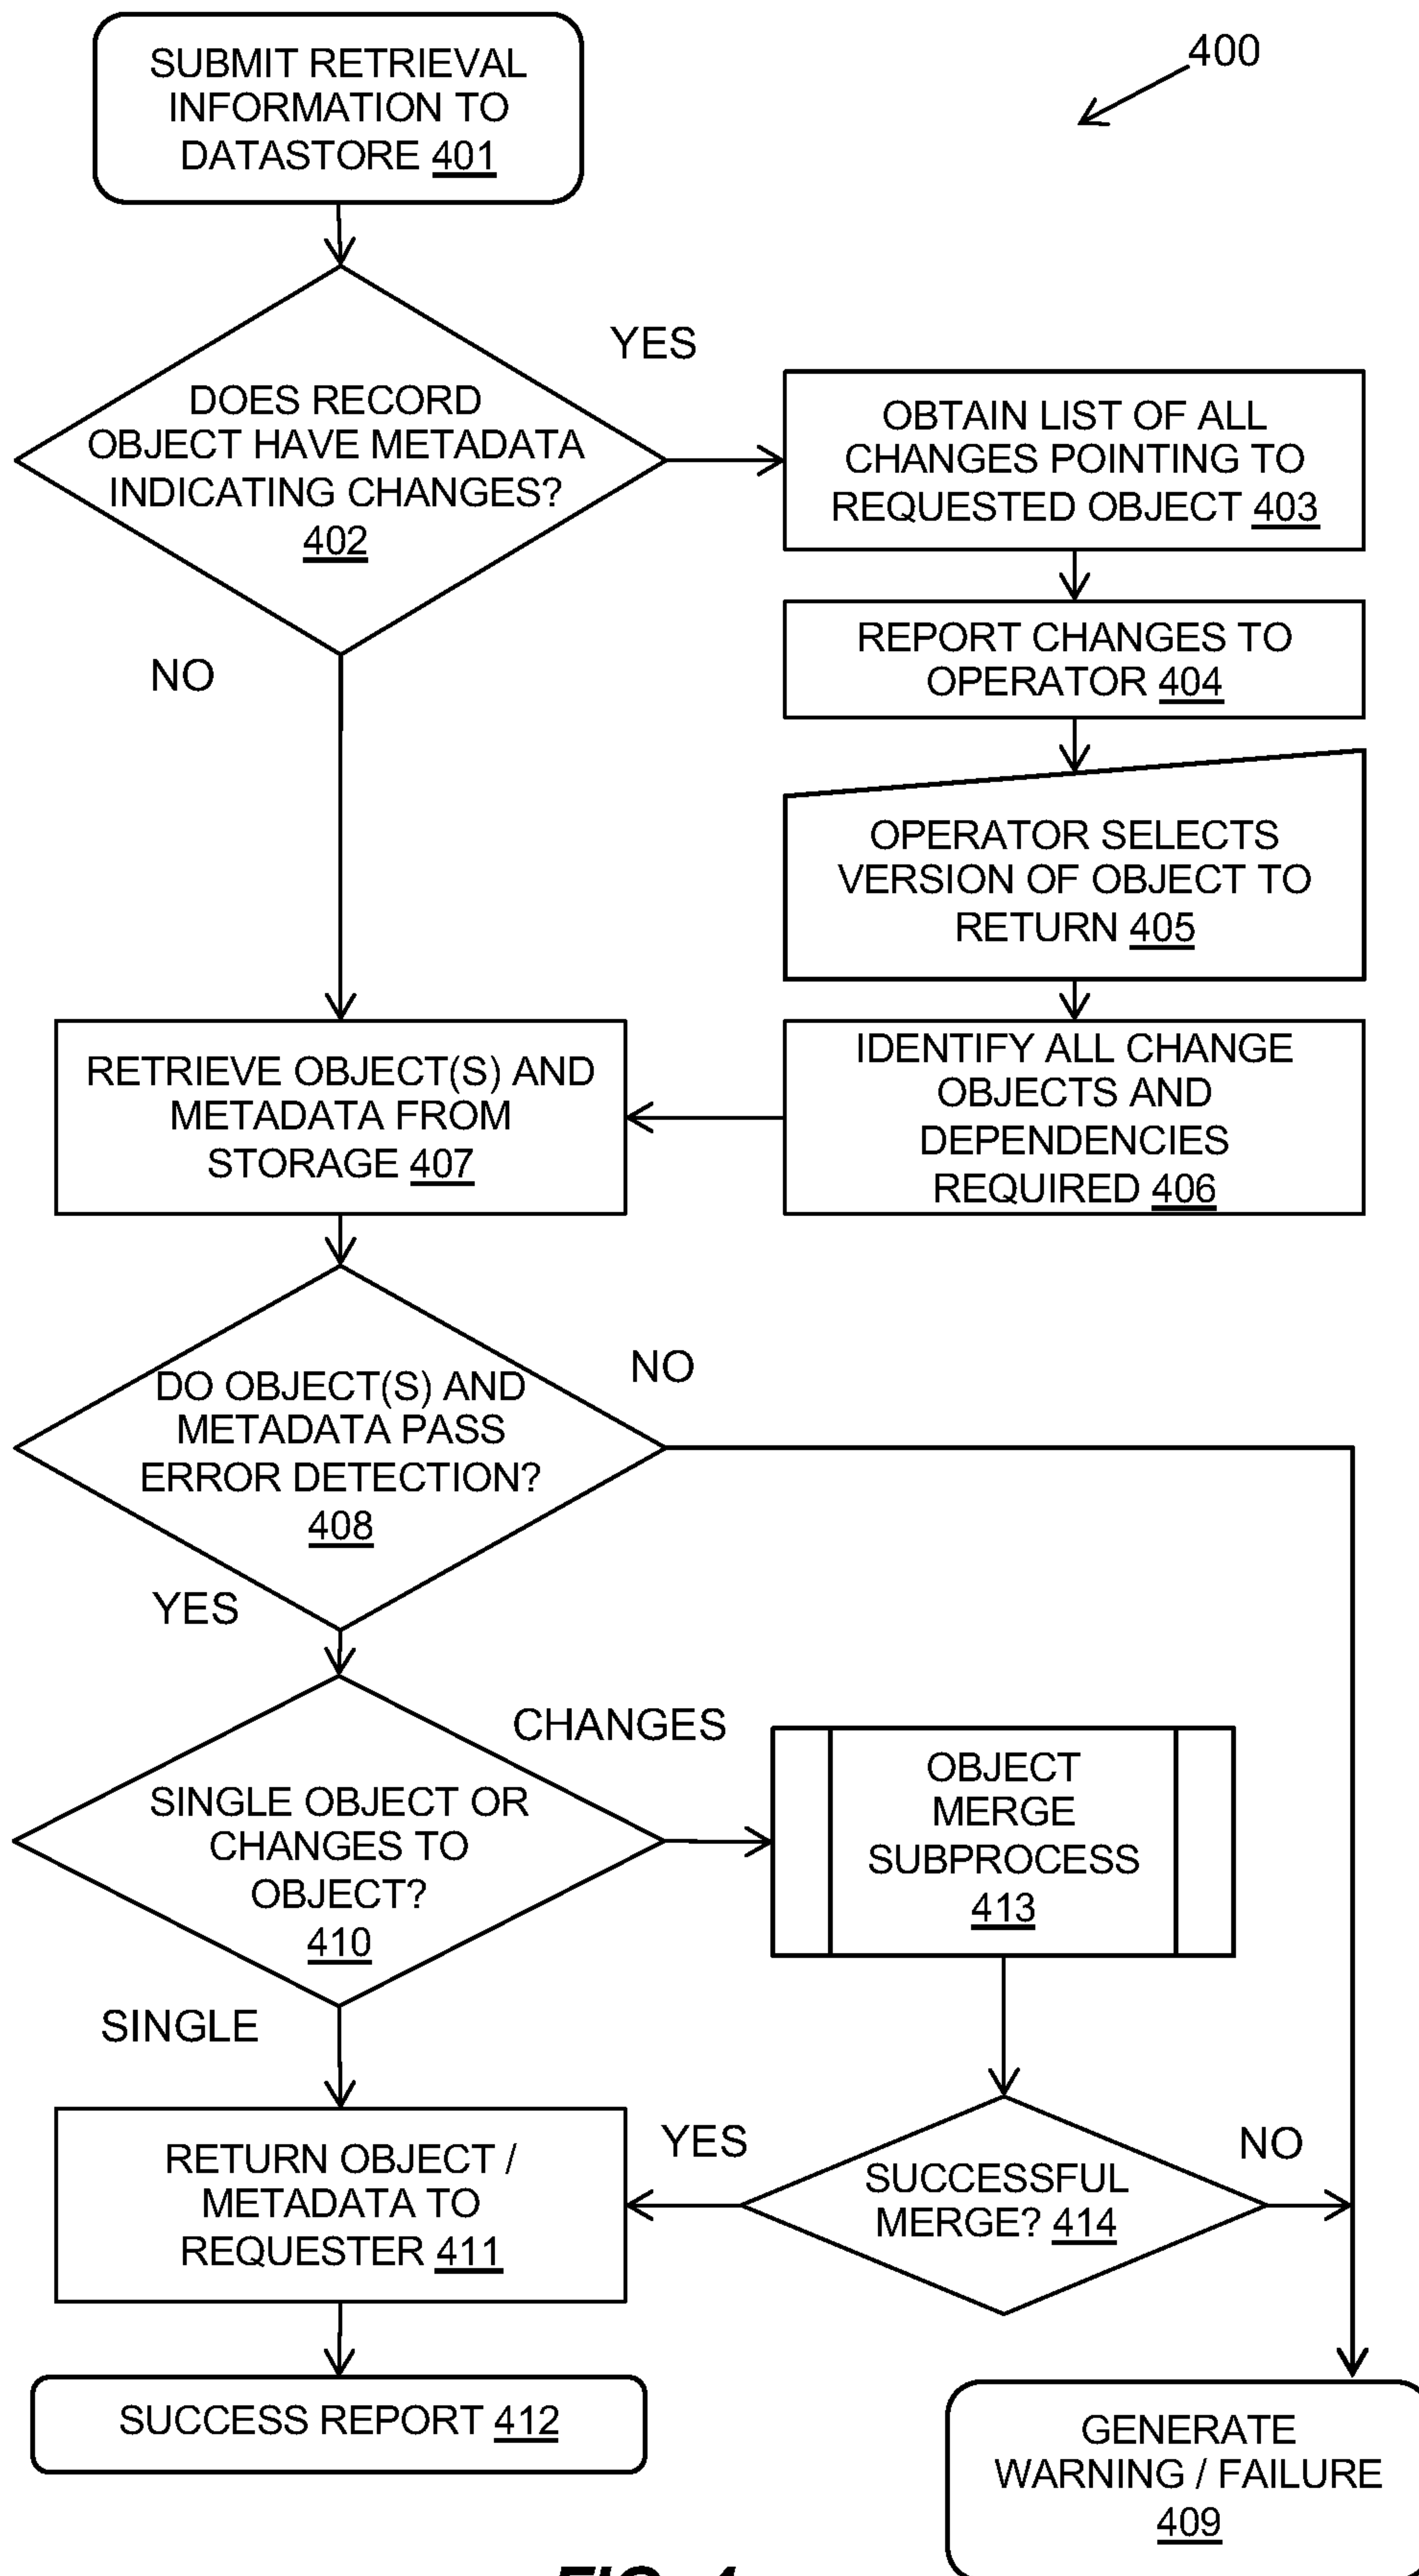 SUBMIT RETRIEVAL
INFORMATION TO
DATASTORE 401
400
DOES RECORD
OBJECT HAVE METADATA
INDICATING CHANGES?
402
YES
NO
OBTAIN LIST OF ALL
CHANGES POINTING TO
REQUESTED OBJECT 403
REPORT CHANGES TO
OPERATOR 404
OPERATOR SELECTS
VERSION OF OBJECT TO
RETURN 405
IDENTIFY ALL CHANGE
OBJECTS AND
DEPENDENCIES
REQUIRED 406
RETRIEVE OBJECT(S) AND
METADATA FROM
STORAGE 407
DO OBJECT(S) AND
METADATA PASS
ERROR DETECTION?
408
NO
YES
SINGLE OBJECT OR
CHANGES TO
OBJECT?
410
CHANGES
SINGLE
OBJECT
MERGE
SUBPROCESS
413
SUCCESSFUL
MERGE? 414
YES
NO
RETURN OBJECT /
METADATA TO
REQUESTER 411
SUCCESS REPORT 412
GENERATE
WARNING / FAILURE
409